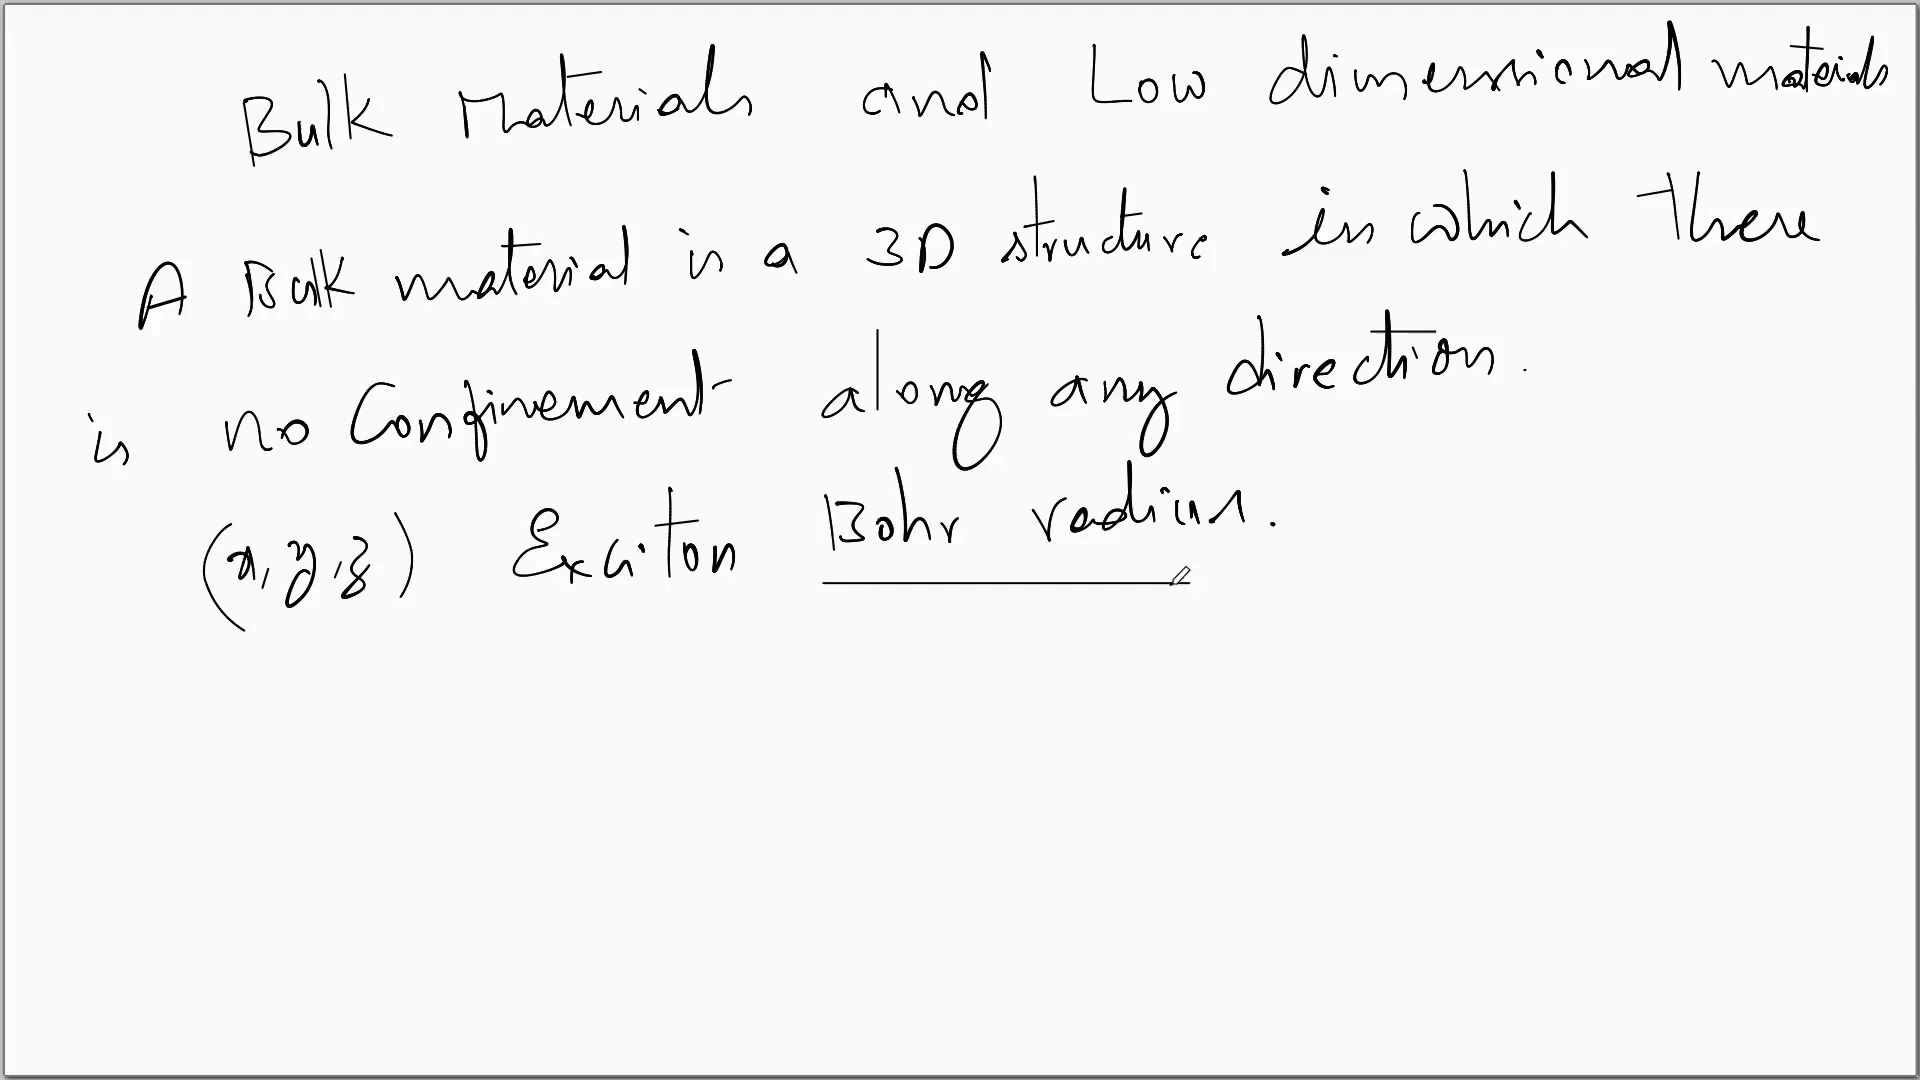 Bulk Materials and Low dimensional materials
A Bulk material is a 3D structure in which There
is no Confinement along any direction.
(x, y, z) Exciton Bohr radius.